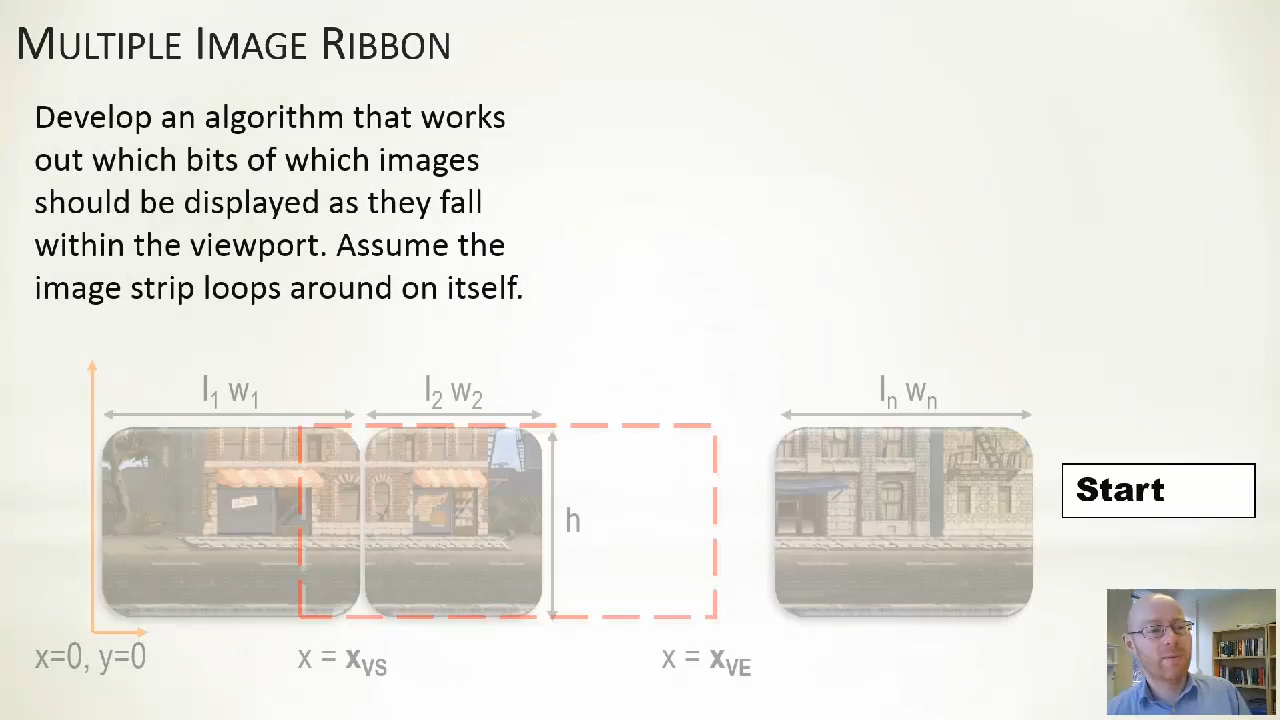 MULTIPLE IMAGE RIBBON
Develop an algorithm that works
out which bits of which images
should be displayed as they fall
within the viewport. Assume the
image strip loops around on itself.
I1 w1
I2 w2
In wn
h
Start
x=0, y=0
x = xVS
x = xVE